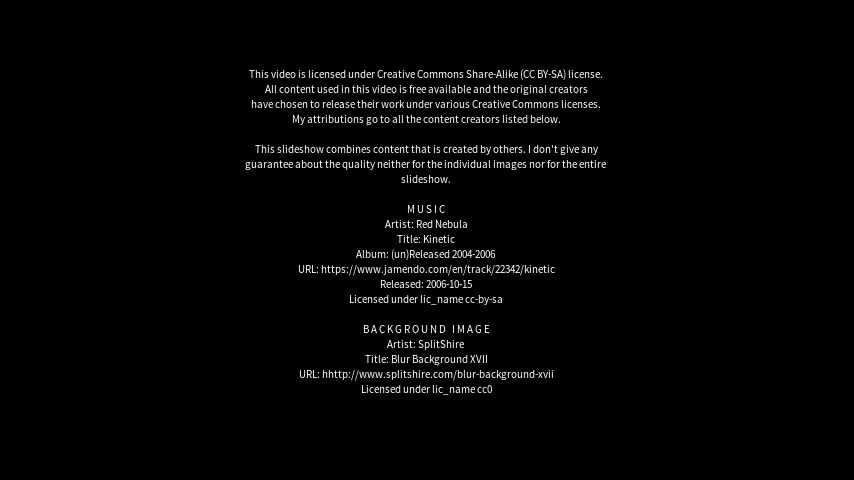 This video is licensed under Creative Commons Share-Alike (CC BY-SA) license.
All content used in this video is free available and the original creators
have chosen to release their work under various Creative Commons licenses.
My attributions go to all the content creators listed below.
This slideshow combines content that is created by others. I don't give any
guarantee about the quality neither for the individual images nor for the entire
slideshow.
MUSIC
Artist: Red Nebula
Title: Kinetic
Album: (un)Released 2004-2006
URL: https://www.jamendo.com/en/track/22342/kinetic
Released: 2006-10-15
Licensed under lic_name cc-by-sa
BACKGROUND IMAGE
Artist: SplitShire
Title: Blur Background XVII
URL: hhttp://www.splitshire.com/blur-background-xvii
Licensed under lic_name cc0